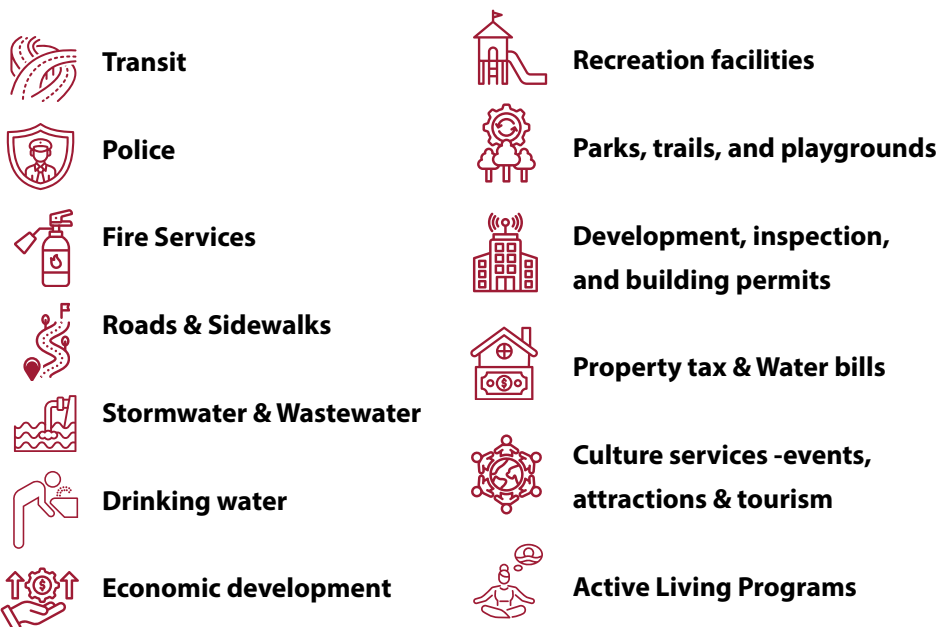 Transit
Police
Fire Services
Roads & Sidewalks
Stormwater & Wastewater
Drinking water
Economic development
Recreation facilities
Parks, trails, and playgrounds
Development, inspection,
and building permits
Property tax & Water bills
Culture services -events,
attractions & tourism
Active Living Programs